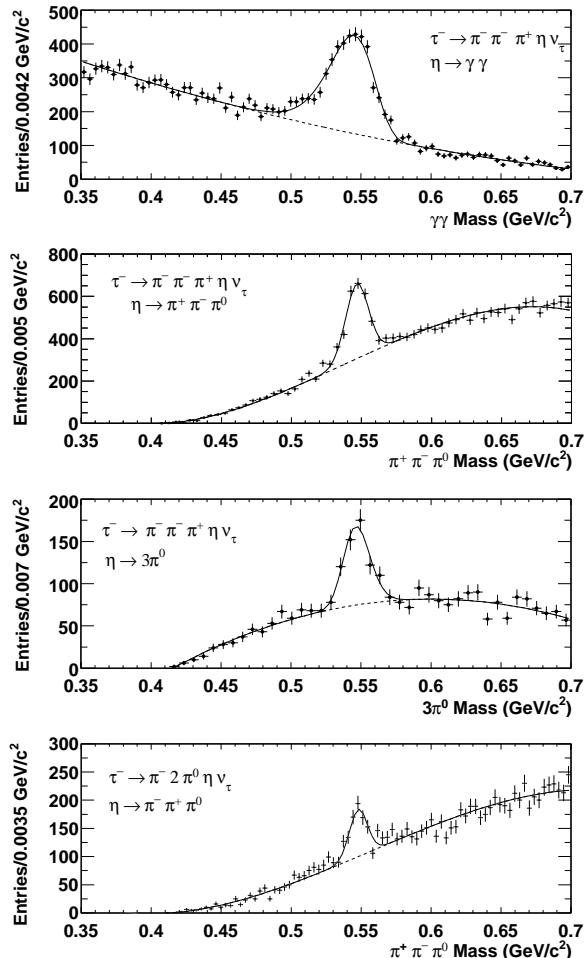 Entries/0.0042 GeV/c²
500
400
300
200
100
0
τ⁻ → π⁻ π⁻ π⁺ η ν_τ
η → γ γ
0.35 0.4 0.45 0.5 0.55 0.6 0.65 0.7
γγ Mass (GeV/c²)
Entries/0.005 GeV/c²
800
600
400
200
0
τ⁻ → π⁻ π⁻ π⁺ η ν_τ
η → π⁺ π⁻ π⁰
0.35 0.4 0.45 0.5 0.55 0.6 0.65 0.7
π⁺ π⁻ π⁰ Mass (GeV/c²)
Entries/0.007 GeV/c²
200
150
100
50
0
τ⁻ → π⁻ π⁻ π⁺ η ν_τ
η → 3π⁰
0.35 0.4 0.45 0.5 0.55 0.6 0.65 0.7
3π⁰ Mass (GeV/c²)
Entries/0.0035 GeV/c²
300
250
200
150
100
50
0
τ⁻ → π⁻ 2 π⁰ η ν_τ
η → π⁻ π⁺ π⁰
0.35 0.4 0.45 0.5 0.55 0.6 0.65 0.7
π⁺ π⁻ π⁰ Mass (GeV/c²)